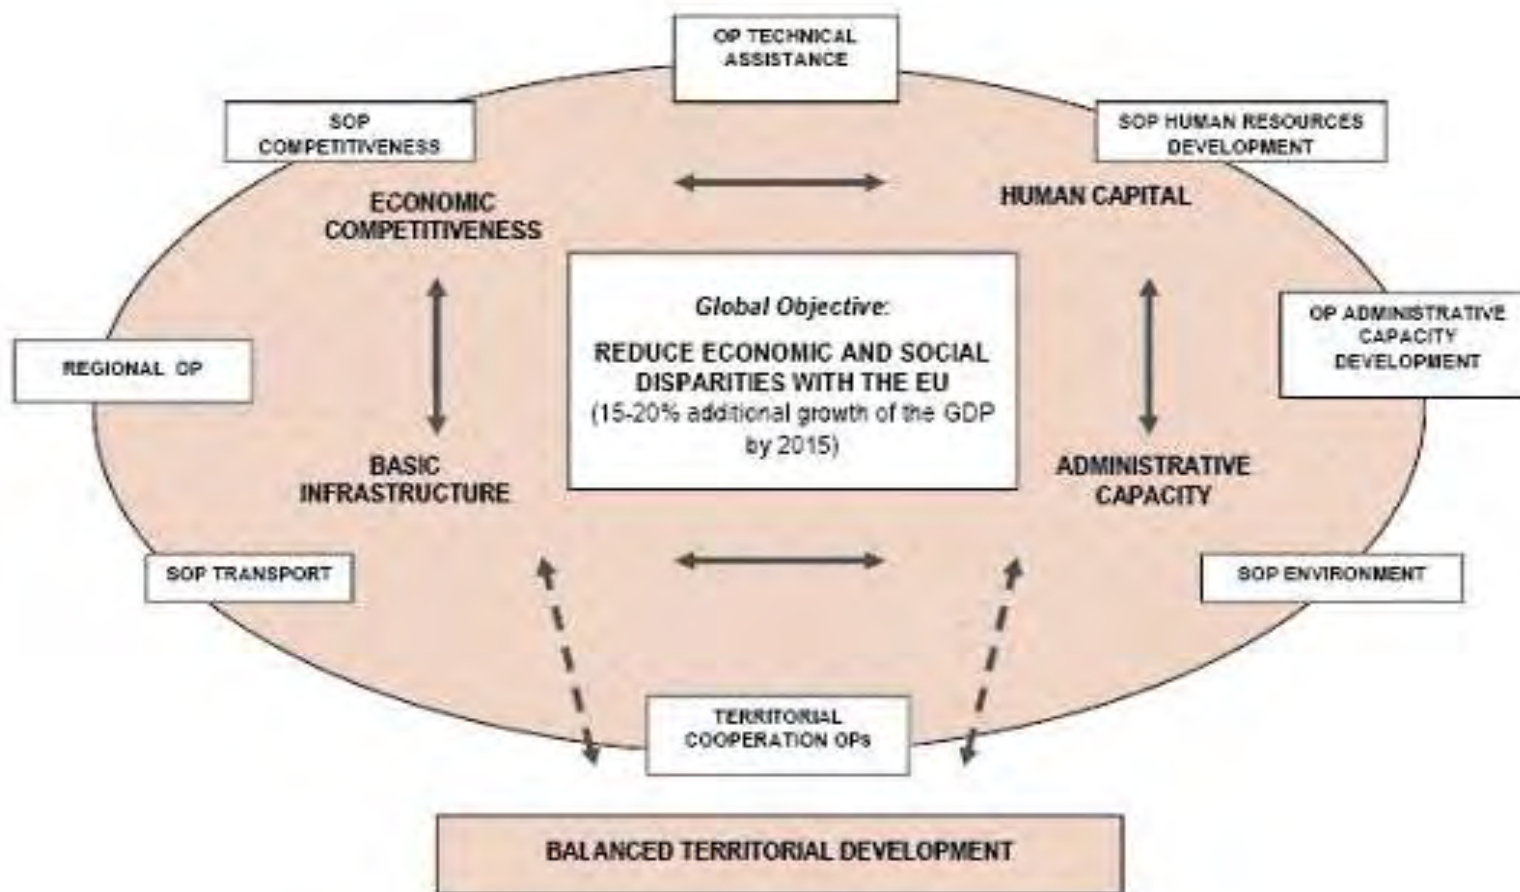 OP TECHNICAL
ASSISTANCE
SOP
COMPETITIVENESS
SOP HUMAN RESOURCES
DEVELOPMENT
ECONOMIC
COMPETITIVENESS
HUMAN CAPITAL
Global Objective:
REDUCE ECONOMIC AND SOCIAL
DISPARITIES WITH THE EU
(15-20% additional growth of the GDP
by 2015)
OP ADMINISTRATIVE
CAPACITY
DEVELOPMENT
REGIONAL OP
BASIC
INFRASTRUCTURE
ADMINISTRATIVE
CAPACITY
SOP TRANSPORT
SOP ENVIRONMENT
TERRITORIAL
COOPERATION OPs
BALANCED TERRITORIAL DEVELOPMENT